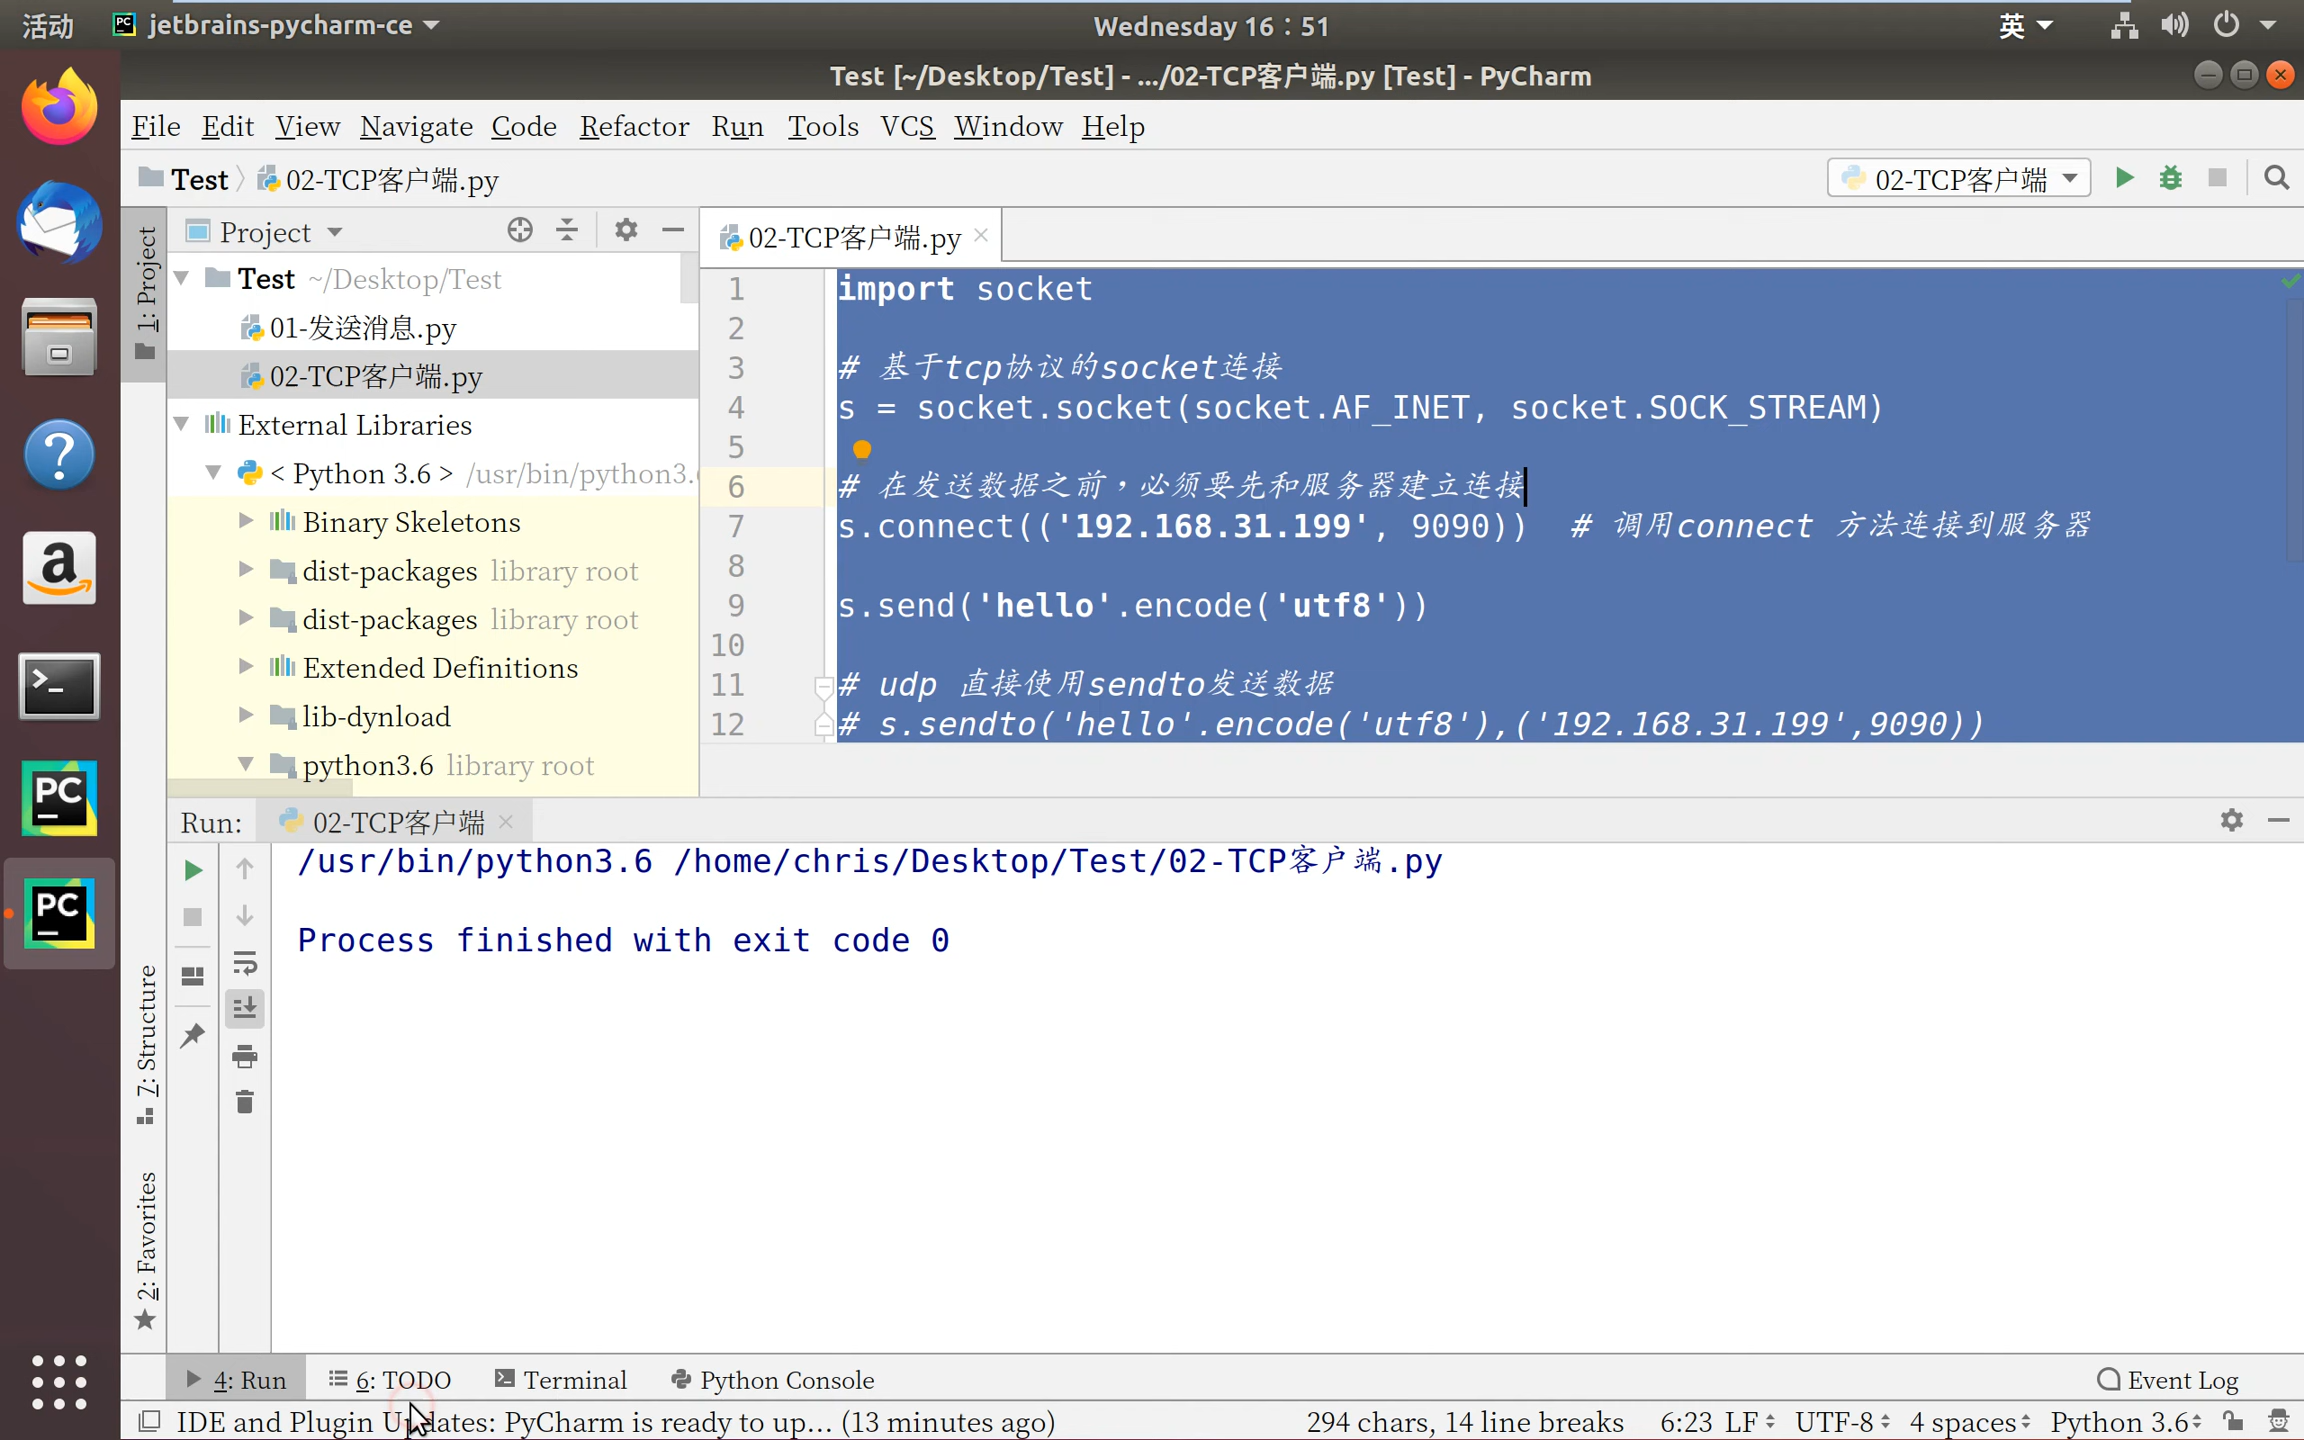 活动 jetbrains-pycharm-ce Wednesday 16：51 英
Test [~/Desktop/Test] - .../02-TCP客户端.py [Test] - PyCharm
File Edit View Navigate Code Refactor Run Tools VCS Window Help
Test 02-TCP客户端.py 02-TCP客户端
1: Project
Project
Test ~/Desktop/Test
01-发送消息.py
02-TCP客户端.py
External Libraries
< Python 3.6 > /usr/bin/python3.
Binary Skeletons
dist-packages library root
dist-packages library root
Extended Definitions
lib-dynload
python3.6 library root
02-TCP客户端.py
1 import socket
2
3 # 基于tcp协议的socket连接
4 s = socket.socket(socket.AF_INET, socket.SOCK_STREAM)
5
6 # 在发送数据之前，必须要先和服务器建立连接
7 s.connect(('192.168.31.199', 9090)) # 调用connect 方法连接到服务器
8
9 s.send('hello'.encode('utf8'))
10
11 # udp 直接使用sendto发送数据
12 # s.sendto('hello'.encode('utf8'),('192.168.31.199',9090))
Run: 02-TCP客户端
/usr/bin/python3.6 /home/chris/Desktop/Test/02-TCP客户端.py
Process finished with exit code 0
7: Structure
2: Favorites
4: Run 6: TODO Terminal Python Console Event Log
IDE and Plugin Updates: PyCharm is ready to up... (13 minutes ago) 294 chars, 14 line breaks 6:23 LF UTF-8 4 spaces Python 3.6
a
>_
PC
PC